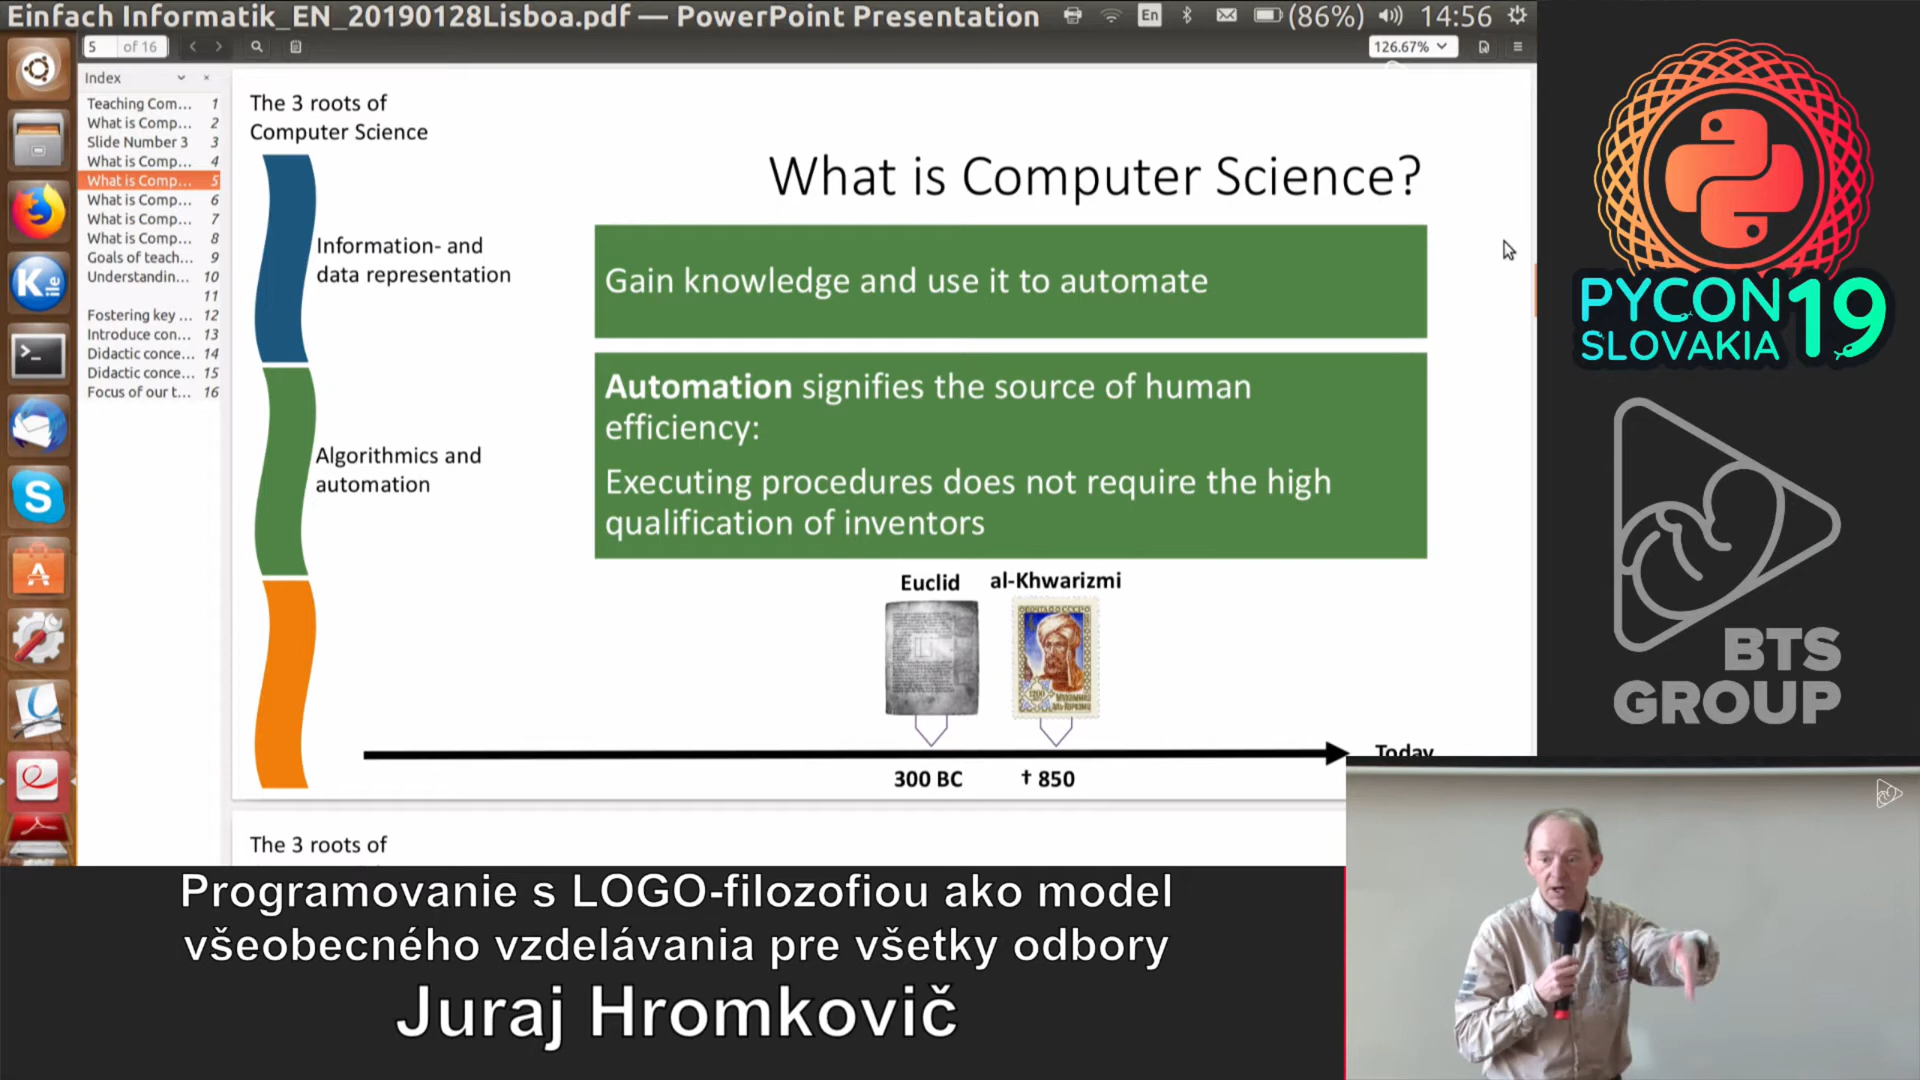 Einfach Informatik_EN_20190128Lisboa.pdf — PowerPoint Presentation
En
(86%)
14:56
5 of 16
126.67%
Index
Teaching Com... 1
What is Comp... 2
Slide Number 3 3
What is Comp... 4
What is Comp... 5
What is Comp... 6
What is Comp... 7
What is Comp... 8
Goals of teach... 9
Understandin... 10
11
Fostering key ... 12
Introduce con... 13
Didactic conce... 14
Didactic conce... 15
Focus of our t... 16
The 3 roots of
Computer Science
What is Computer Science?
Information- and
data representation
Gain knowledge and use it to automate
Automation signifies the source of human
efficiency:
Executing procedures does not require the high
qualification of inventors
Algorithmics and
automation
Euclid
al-Khwarizmi
300 BC
† 850
Today
The 3 roots of
PYCON 19
SLOVAKIA
BTS
GROUP
Programovanie s LOGO-filozofiou ako model
všeobecného vzdelávania pre všetky odbory
Juraj Hromkovič